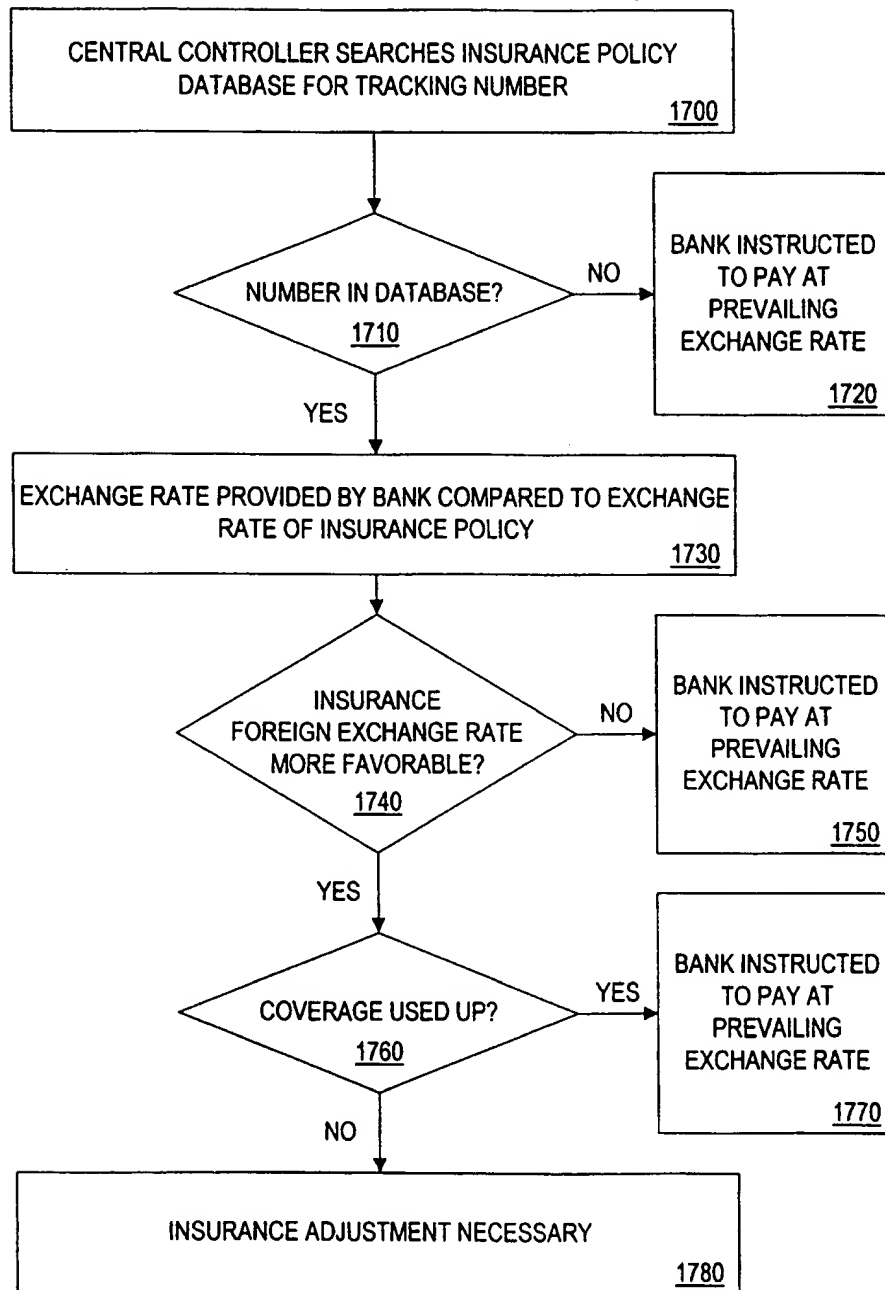 CENTRAL CONTROLLER SEARCHES INSURANCE POLICY
DATABASE FOR TRACKING NUMBER
1700
NUMBER IN DATABASE?
1710
NO
BANK INSTRUCTED
TO PAY AT
PREVAILING
EXCHANGE RATE
1720
YES
EXCHANGE RATE PROVIDED BY BANK COMPARED TO EXCHANGE
RATE OF INSURANCE POLICY
1730
INSURANCE
FOREIGN EXCHANGE RATE
MORE FAVORABLE?
1740
NO
BANK INSTRUCTED
TO PAY AT
PREVAILING
EXCHANGE RATE
1750
YES
COVERAGE USED UP?
1760
YES
BANK INSTRUCTED
TO PAY AT
PREVAILING
EXCHANGE RATE
1770
NO
INSURANCE ADJUSTMENT NECESSARY
1780